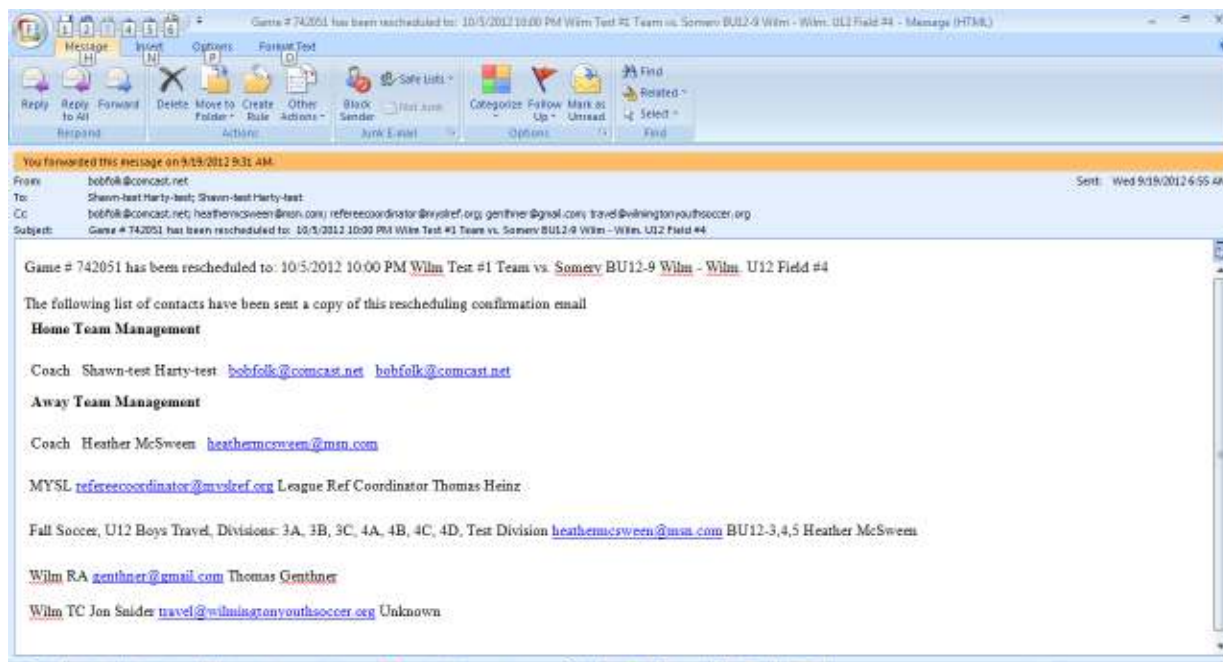 1 2 3 4 5 6
Game # 742051 has been rescheduled to: 10/5/2012 10:00 PM Wilm Test #1 Team vs. Somerv BU12-9 Wilm - Wilm. U12 Field #4 - Message (HTML)
Message Insert Options Format Text
H N P O
Reply Reply to All Forward Delete Move to Folder Create Rule Other Actions Block Sender Safe Lists Not Junk Categorize Follow Up Mark as Unread Find Related Select
Respond Actions Junk E-mail Options Find
You forwarded this message on 9/19/2012 9:31 AM.
From: bobfolk@comcast.net Sent: Wed 9/19/2012 6:55 AM
To: Shawn-test Harty-test; Shawn-test Harty-test
Cc: bobfolk@comcast.net; heathermcsween@msn.com; refereecoordinator@myslref.org; genthner@gmail.com; travel@wilmingtonyouthsoccer.org
Subject: Game # 742051 has been rescheduled to: 10/5/2012 10:00 PM Wilm Test #1 Team vs. Somerv BU12-9 Wilm - Wilm. U12 Field #4
Game # 742051 has been rescheduled to: 10/5/2012 10:00 PM Wilm Test #1 Team vs. Somerv BU12-9 Wilm - Wilm. U12 Field #4
The following list of contacts have been sent a copy of this rescheduling confirmation email
Home Team Management
Coach Shawn-test Harty-test bobfolk@comcast.net bobfolk@comcast.net
Away Team Management
Coach Heather McSween heathermcsween@msn.com
MYSL refereecoordinator@myslref.org League Ref Coordinator Thomas Heinz
Fall Soccer, U12 Boys Travel, Divisions: 3A, 3B, 3C, 4A, 4B, 4C, 4D, Test Division heathermcsween@msn.com BU12-3,4,5 Heather McSween
Wilm RA genthner@gmail.com Thomas Genthner
Wilm TC Jon Snider travel@wilmingtonyouthsoccer.org Unknown